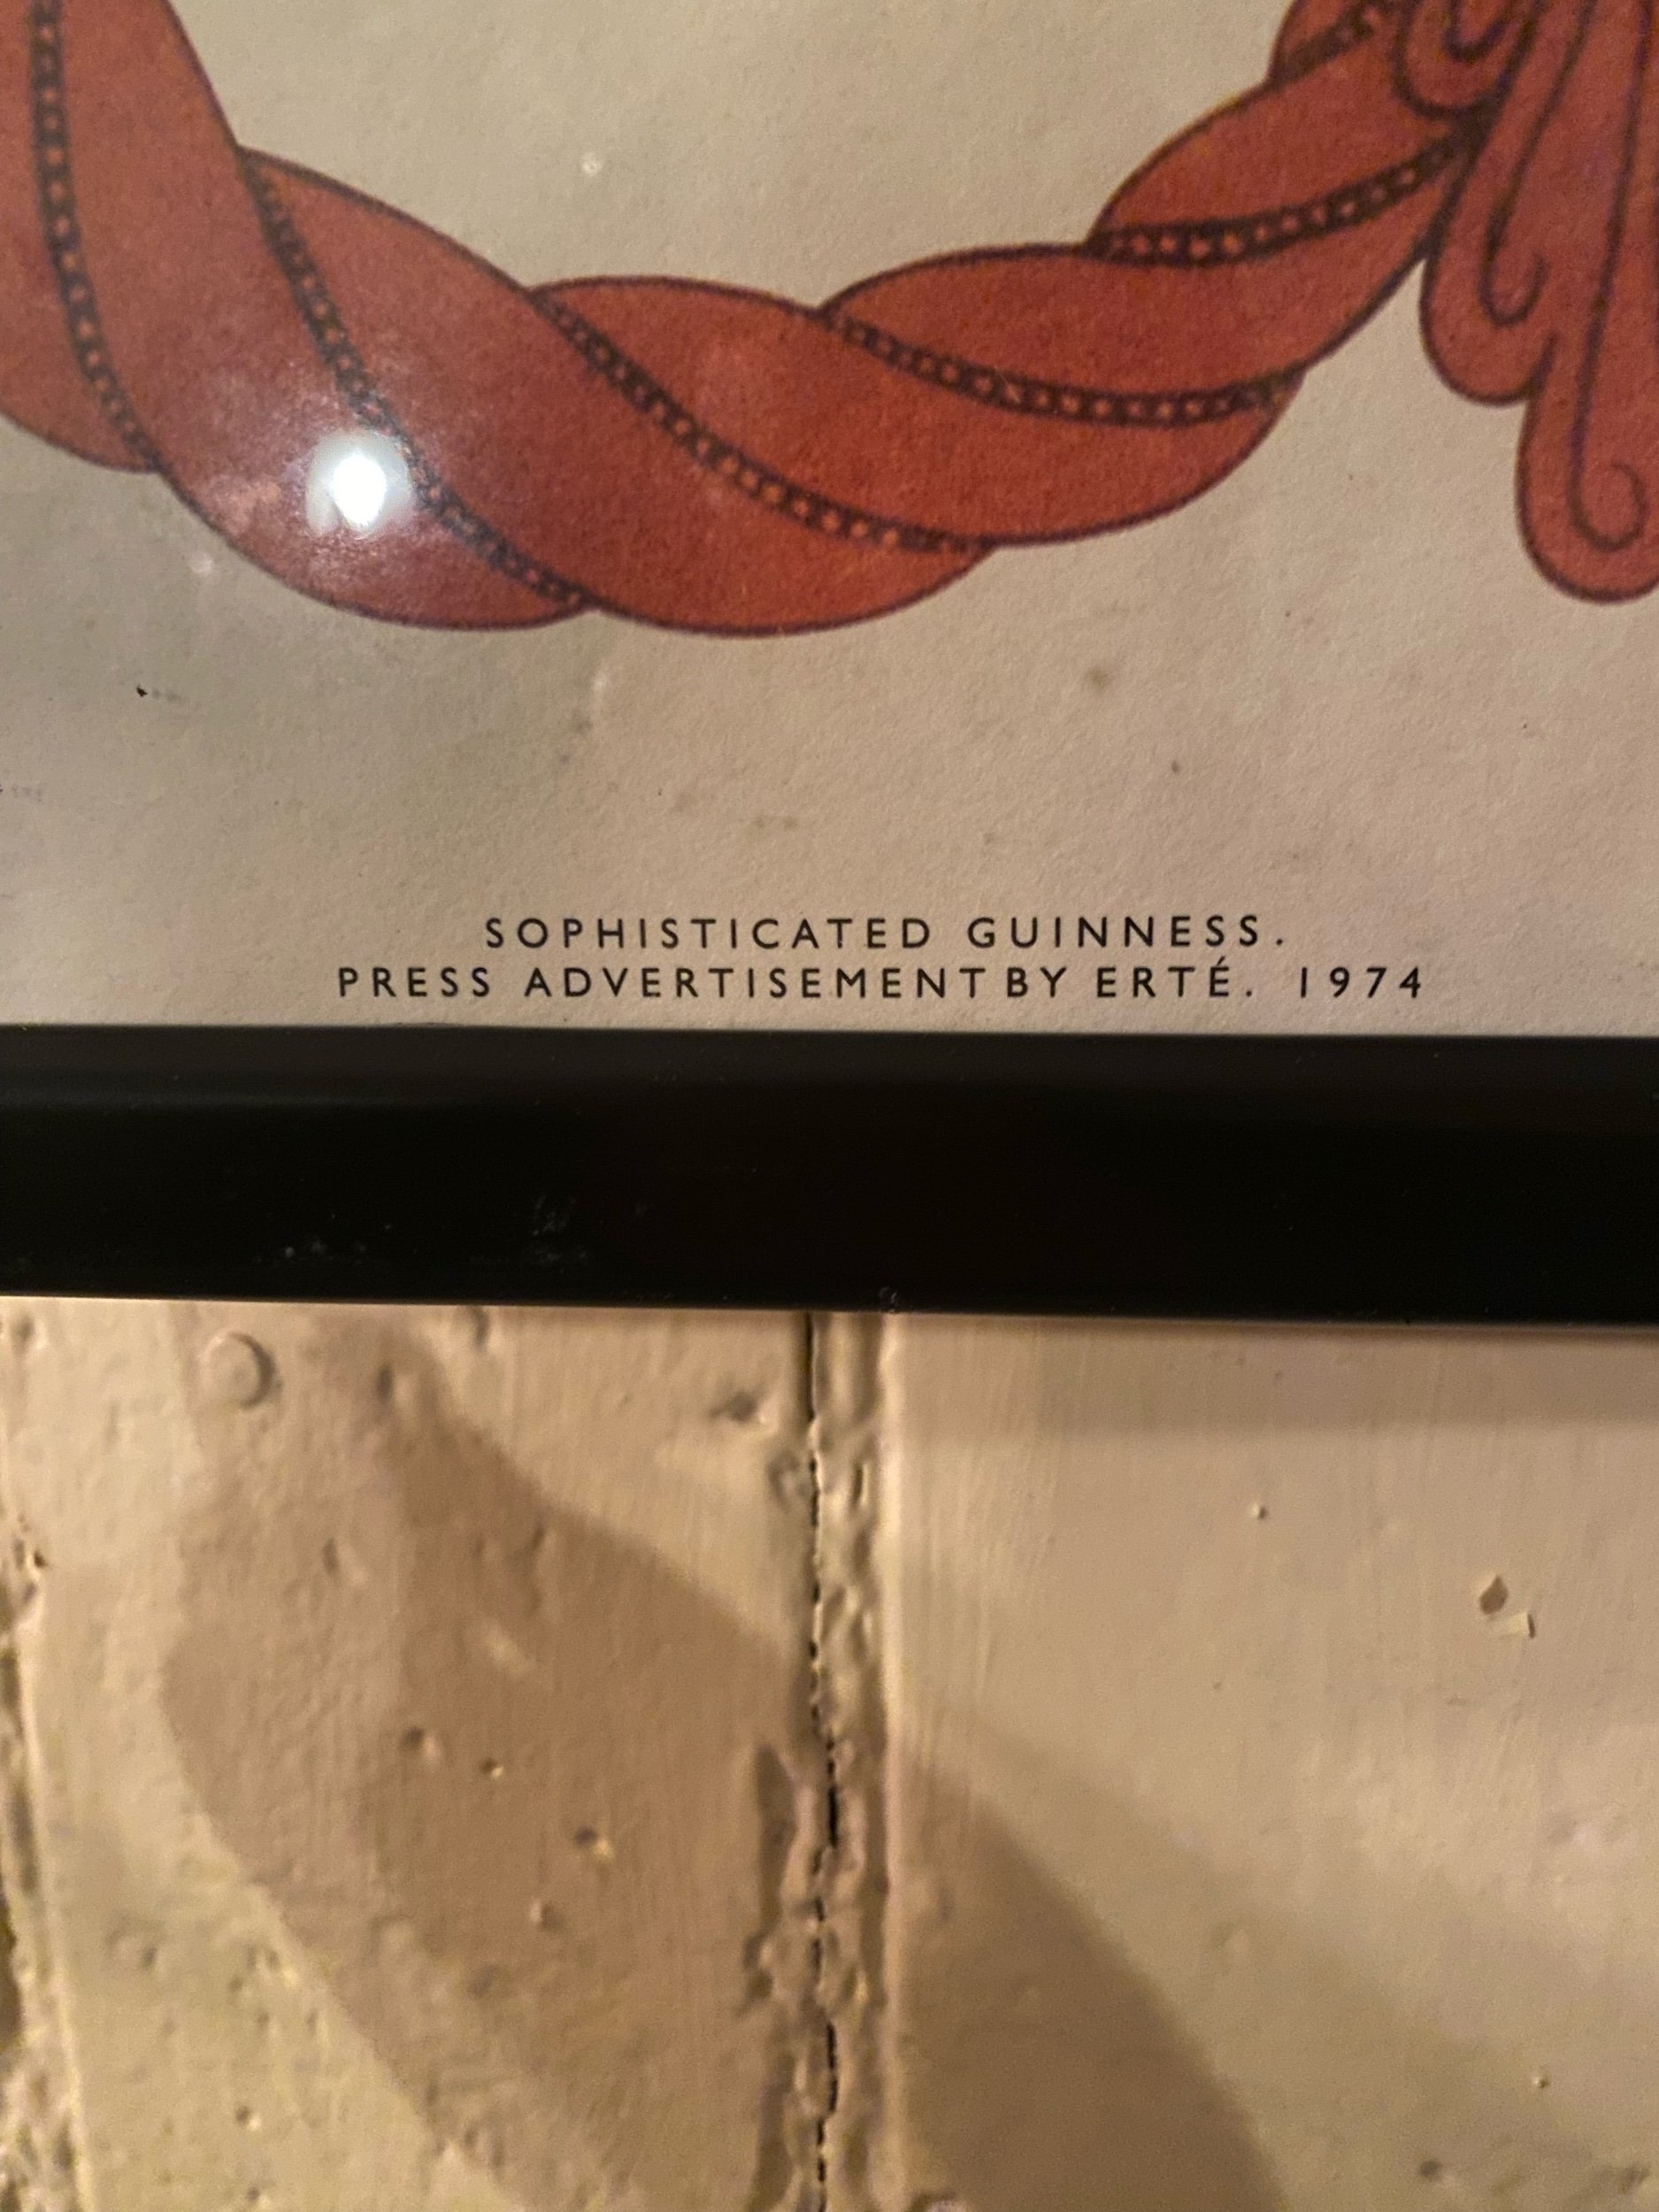 SOPHISTICATED GUINNESS.
PRESS ADVERTISEMENT BY ERTÉ. 1974